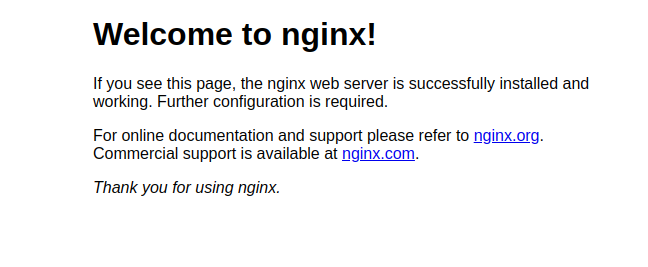 Welcome to nginx!
If you see this page, the nginx web server is successfully installed and
working. Further configuration is required.
For online documentation and support please refer to nginx.org.
Commercial support is available at nginx.com.
Thank you for using nginx.